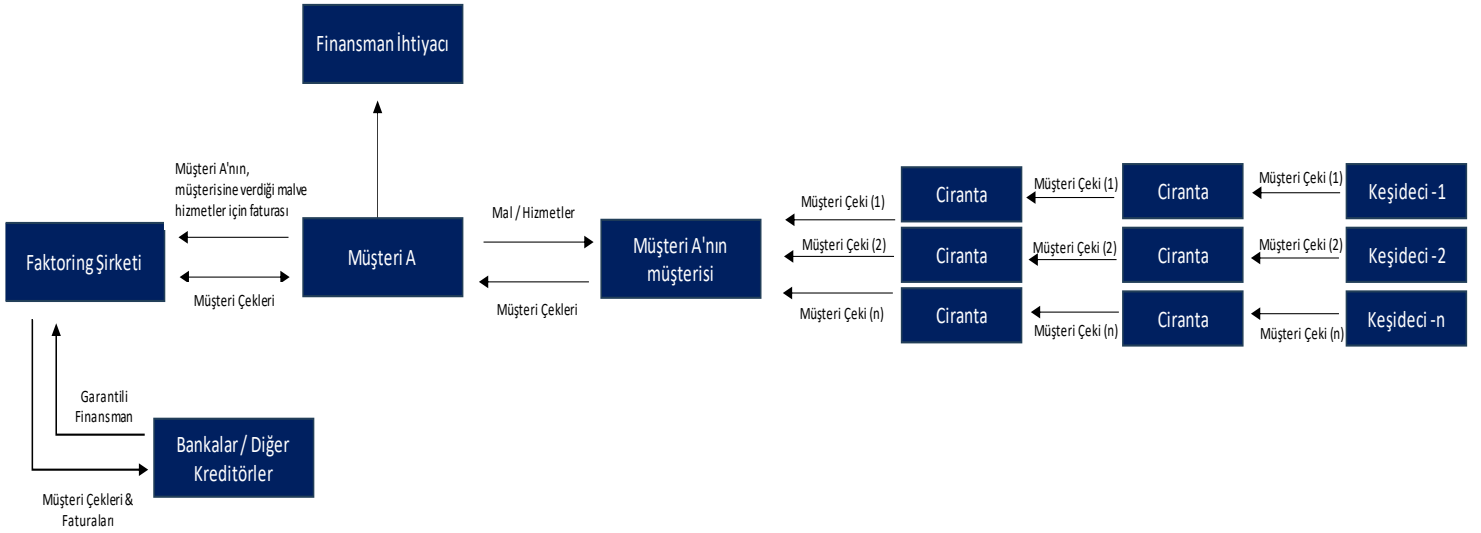 Finansman İhtiyacı
Müşteri A'nın,
müşterisine verdiği malve
hizmetler için faturası
Faktoring Şirketi
Müşteri Çekleri
Müşteri A
Mal / Hizmetler
Müşteri Çekleri
Müşteri A'nın
müşterisi
Müşteri Çeki (1)
Ciranta
Müşteri Çeki (1)
Ciranta
Müşteri Çeki (1)
Keşideci -1
Müşteri Çeki (2)
Ciranta
Müşteri Çeki (2)
Ciranta
Müşteri Çeki (2)
Keşideci -2
Müşteri Çeki (n)
Ciranta
Müşteri Çeki (n)
Ciranta
Müşteri Çeki (n)
Keşideci -n
Garantili
Finansman
Bankalar / Diğer
Kreditörler
Müşteri Çekleri &
Faturaları